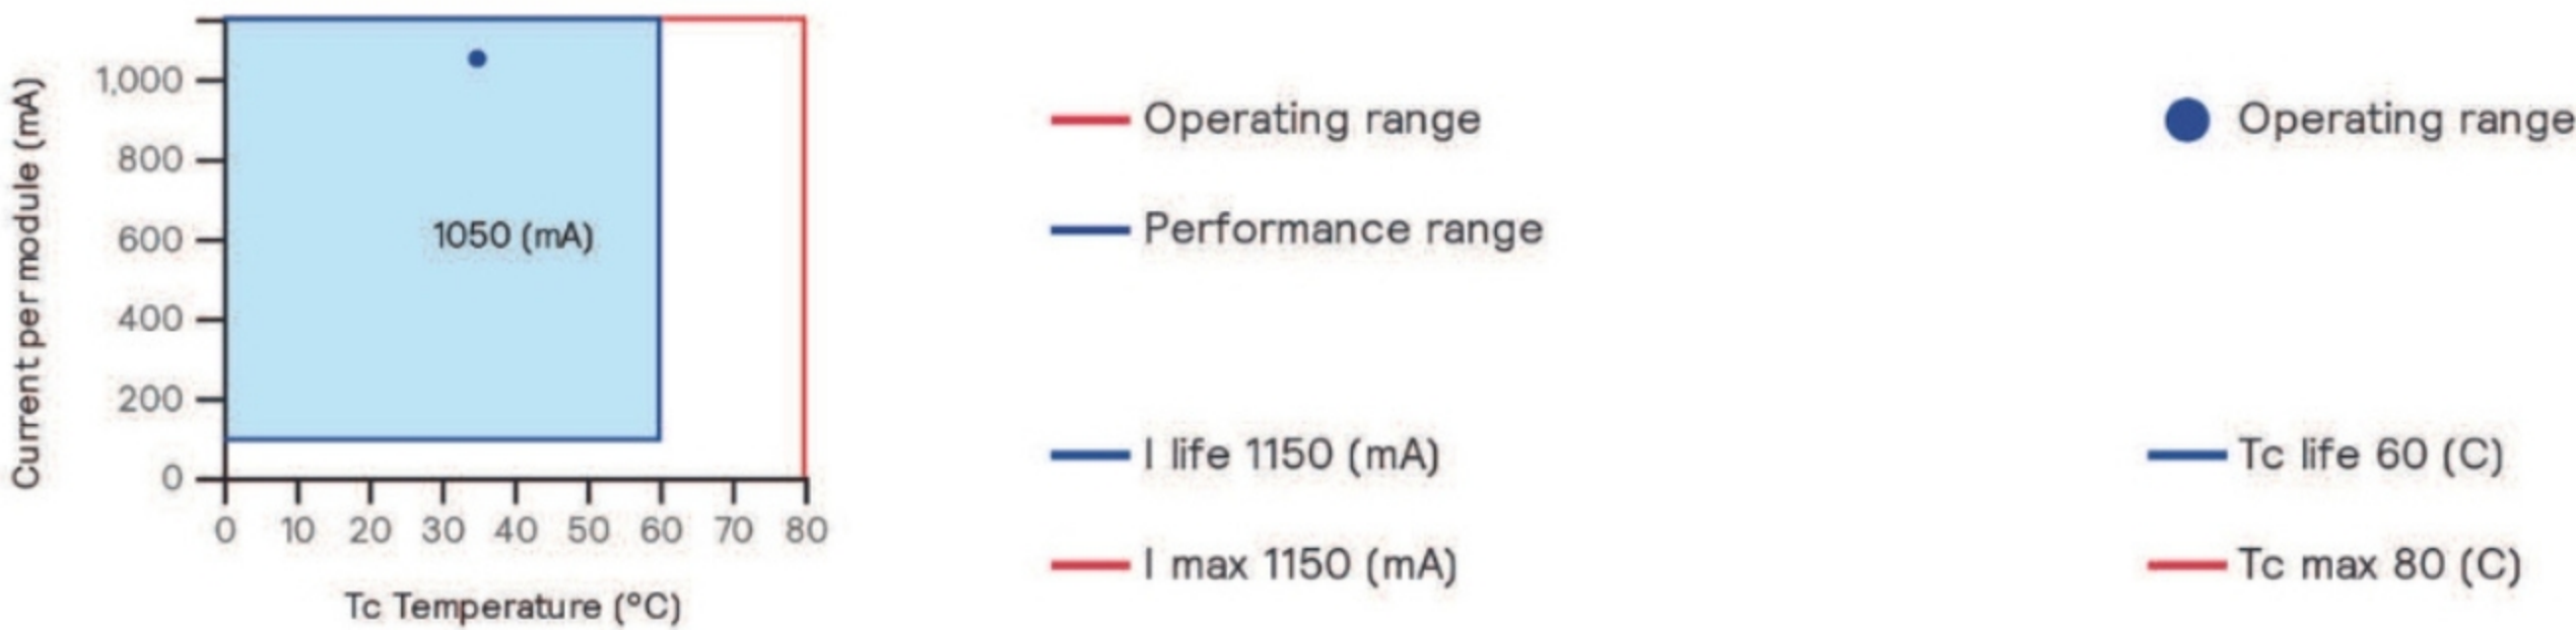 Current per module (mA)
1,000
800
600
400
200
0
1050 (mA)
0 10 20 30 40 50 60 70 80
Tc Temperature (°C)
Operating range
Performance range
I life 1150 (mA)
I max 1150 (mA)
Operating range
Tc life 60 (C)
Tc max 80 (C)